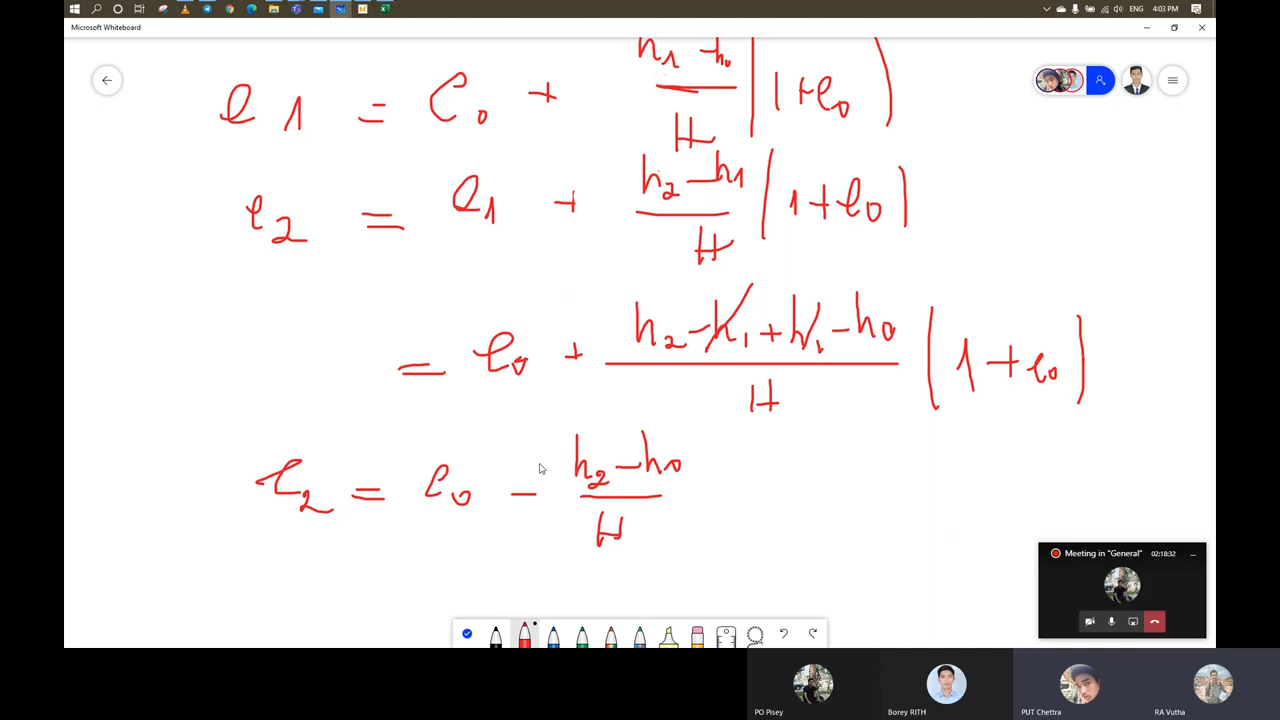 ENG 4:03 PM
Microsoft Whiteboard
e1 = e0 + (h1 - h0)/H (1+e0)
e2 = e1 + (h2 - h1)/H (1+e0)
= e0 + (h2 - h1 + h1 - h0)/H (1+e0)
e2 = e0 - (h2 - h0)/H
Meeting in "General" 02:18:32
PO Pisey Borey RITH PUT Chettra RA Vutha